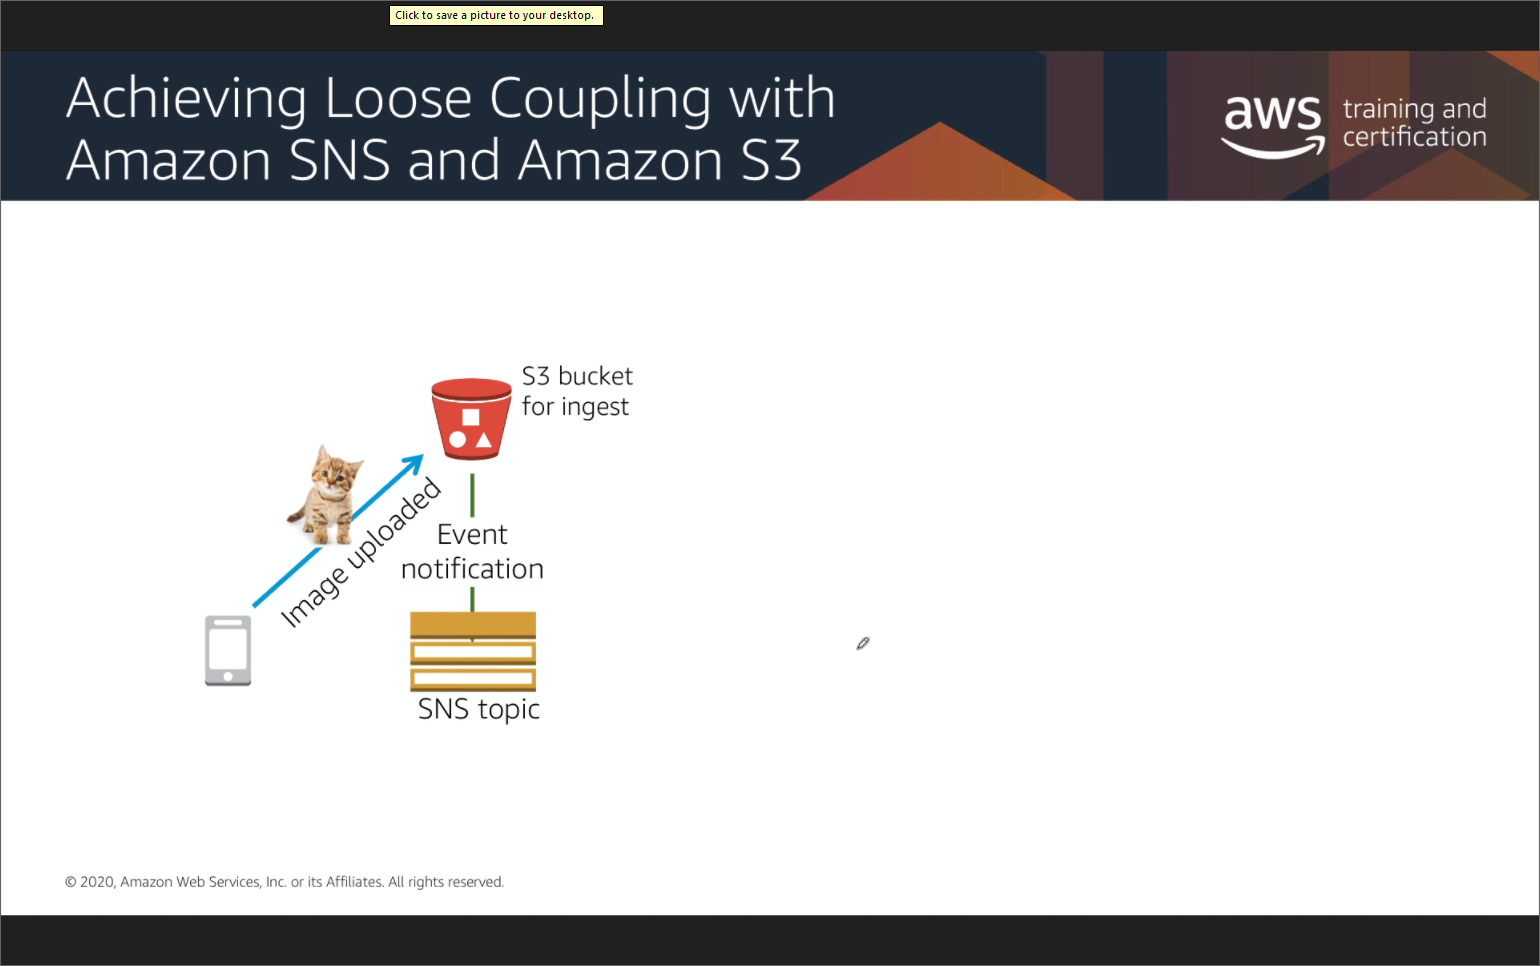 Click to save a picture to your desktop.
Achieving Loose Coupling with
Amazon SNS and Amazon S3
aws
training and
certification
S3 bucket
for ingest
Image uploaded
Event
notification
SNS topic
© 2020, Amazon Web Services, Inc. or its Affiliates. All rights reserved.